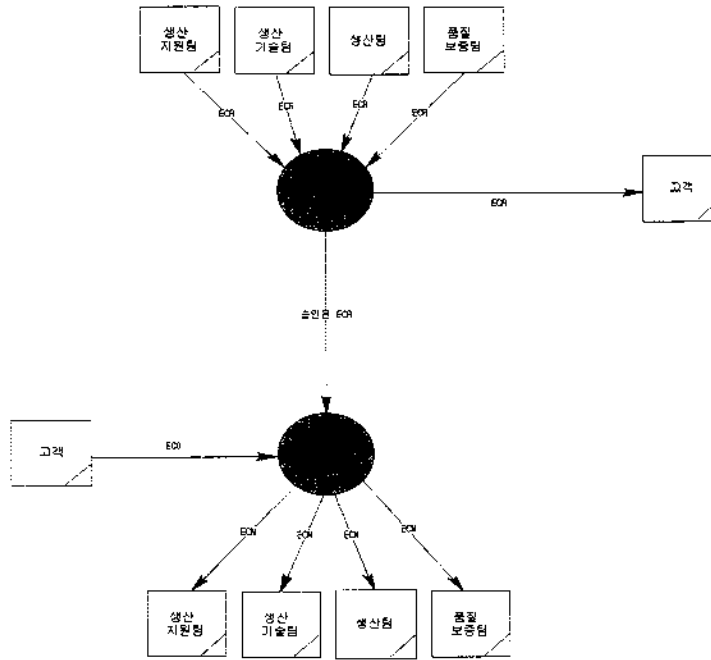 생산
지원팀
생산
기술팀
생산팀
품질
보증팀
ECR
ECR
ECR
ECR
고객
ECR
승인된 ECR
고객
ECO
ECN
ECN
ECN
ECN
생산
지원팀
생산
기술팀
생산팀
품질
보증팀